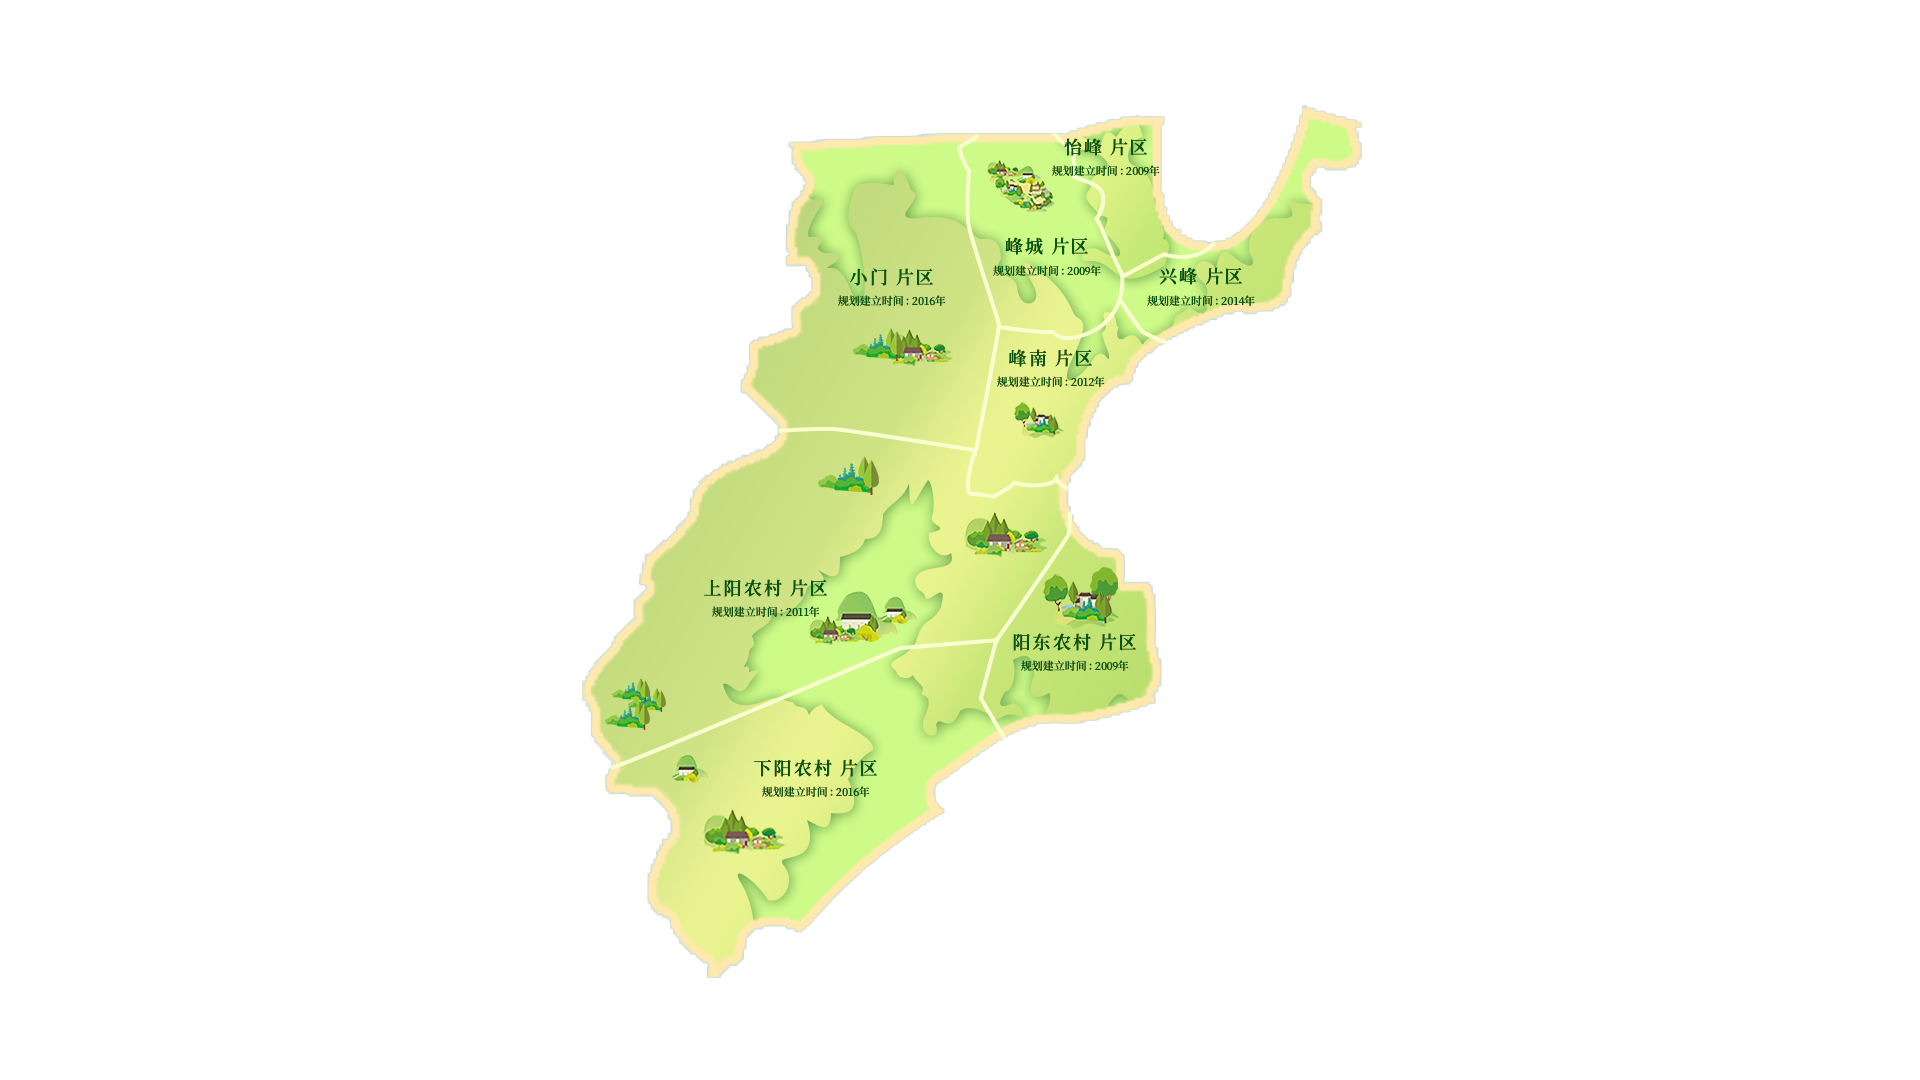 怡峰 片区
规划建立时间 : 2009年
峰城 片区
规划建立时间 : 2009年
小门 片区
规划建立时间 : 2016年
兴峰 片区
规划建立时间 : 2014年
峰南 片区
规划建立时间 : 2012年
上阳农村 片区
规划建立时间 : 2011年
阳东农村 片区
规划建立时间 : 2009年
下阳农村 片区
规划建立时间 : 2016年